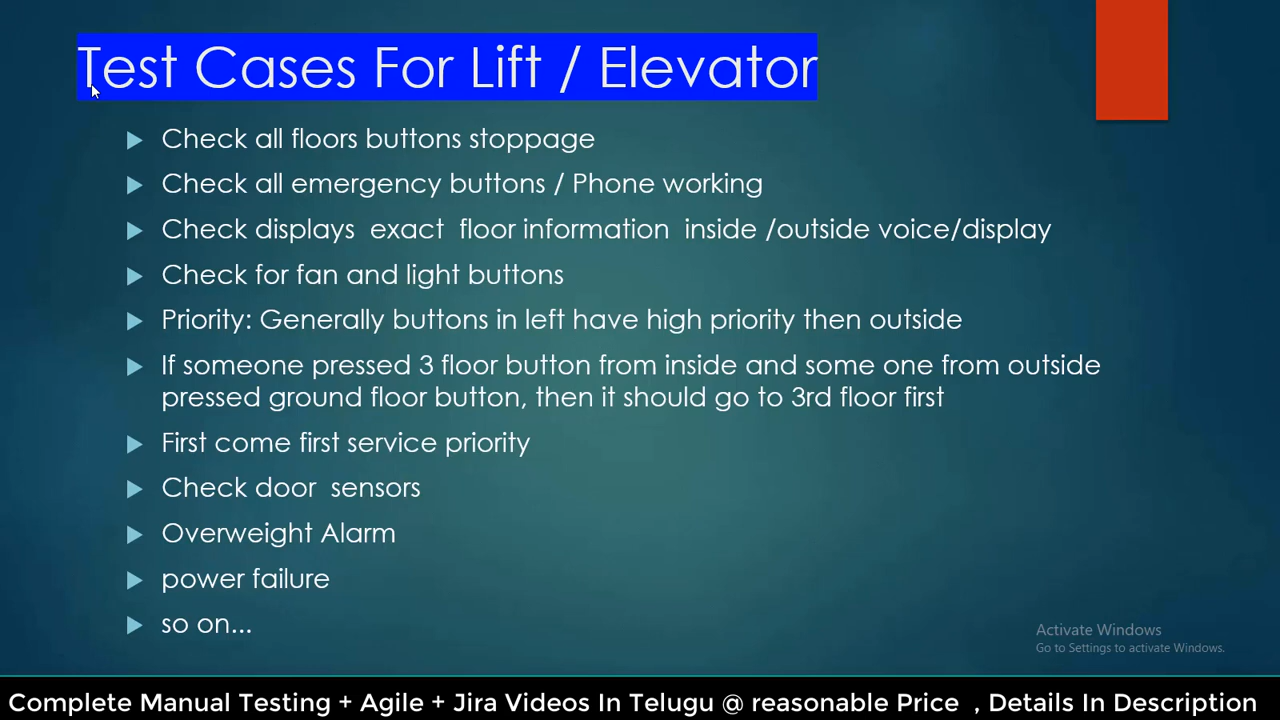 Test Cases For Lift / Elevator
Check all floors buttons stoppage
Check all emergency buttons / Phone working
Check displays exact floor information inside /outside voice/display
Check for fan and light buttons
Priority: Generally buttons in left have high priority then outside
If someone pressed 3 floor button from inside and some one from outside
pressed ground floor button, then it should go to 3rd floor first
First come first service priority
Check door sensors
Overweight Alarm
power failure
so on...
Activate Windows
Go to Settings to activate Windows.
Complete Manual Testing + Agile + Jira Videos In Telugu @ reasonable Price , Details In Description